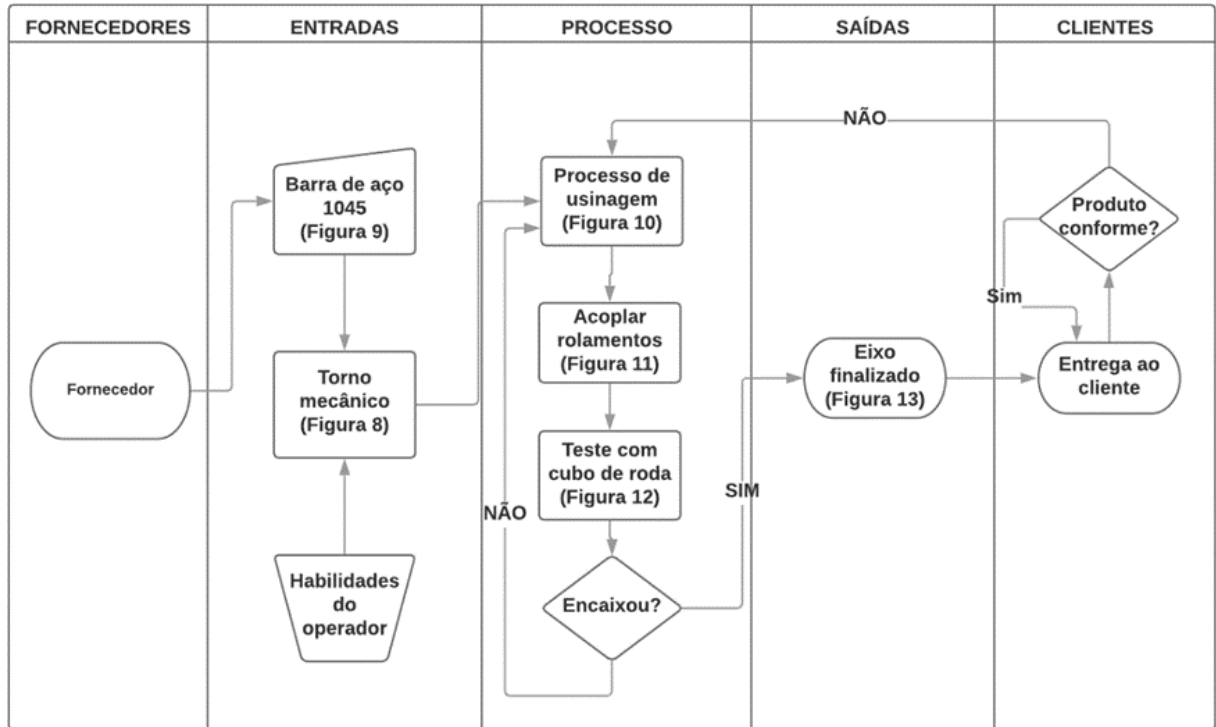 FORNECEDORES
ENTRADAS
PROCESSO
SAÍDAS
CLIENTES
Fornecedor
Barra de aço
1045
(Figura 9)
Torno
mecânico
(Figura 8)
Habilidades
do
operador
Processo de
usinagem
(Figura 10)
Acoplar
rolamentos
(Figura 11)
Teste com
cubo de roda
(Figura 12)
Encaixou?
NÃO
SIM
Eixo
finalizado
(Figura 13)
Entrega ao
cliente
Produto
conforme?
Sim
NÃO